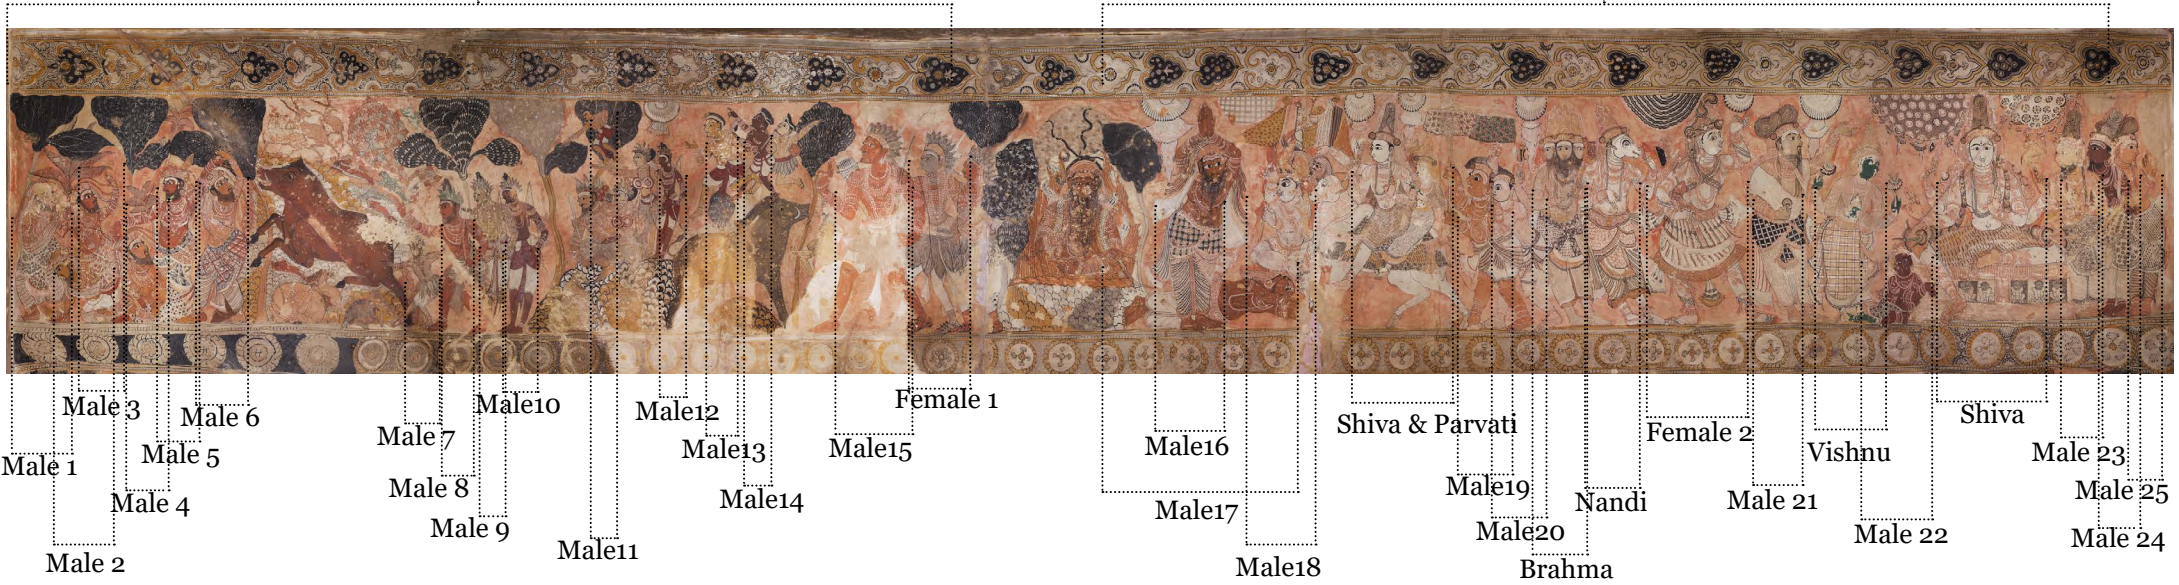 Male 3
Male10
Female 1
Male 6
Male12
Shiva
Shiva & Parvati
Male 7
Female 2
Male 5
Male13
Male15
Male16
Vishnu
Male 23
Male 1
Male 8
Male19
Male 4
Male14
Nandi
Male 21
Male 25
Male17
Male 9
Male20
Male 22
Male 24
Male11
Male 2
Male18
Brahma